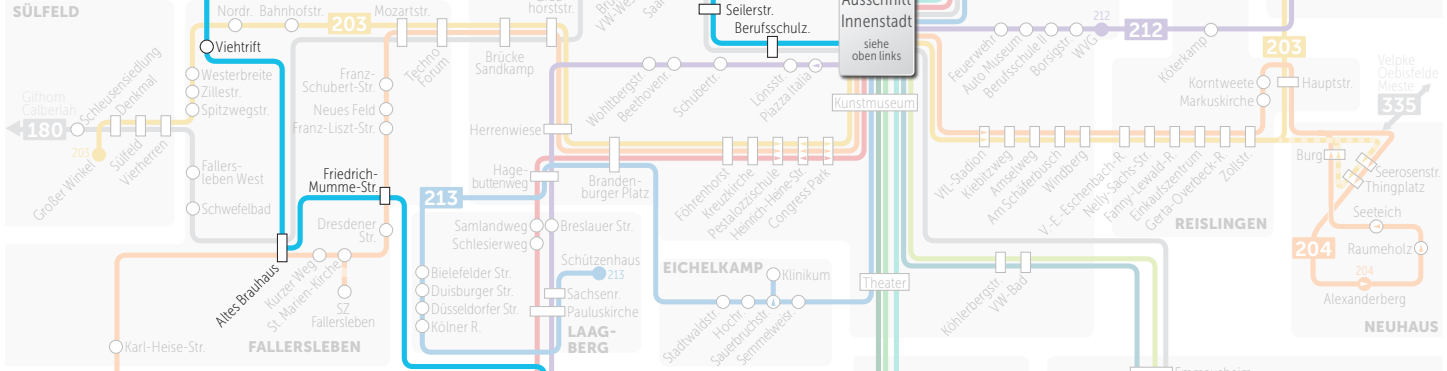 SÜLFELD
Nordr.
Bahnhofstr.
203
Mozartstr.
horststr.
Seilerstr.
Berufsschulz.
Ausschnitt
Innenstadt
siehe
oben links
212
212
Viehtrift
Westerbreite
Zillestr.
Spitzwegstr.
Schleusensiedlung
Denkmal
Sülfeld
Vierherren
Gifhorn
Calberlah
180
203
Großer Winkel
Fallers-
leben West
Schwefelbad
Franz-
Schubert-Str.
Neues Feld
Franz-Liszt-Str.
Techno
Forum
Brücke
Sandkamp
Herrenwiese
Hage-
buttenweg
Friedrich-
Mumme-Str.
213
Dresdener
Str.
Altes Brauhaus
Kurzer Weg
St. Marien-Kirche
SZ
Fallersleben
Karl-Heise-Str.
FALLERSLEBEN
Samlandweg
Schlesierweg
Breslauer Str.
Schützenhaus
213
Sachsenr.
Pauluskirche
Bielefelder Str.
Duisburger Str.
Düsseldorfer Str.
Kölner R.
LAAG-
BERG
Wohltbergstr.
Beethovenr.
Schubertr.
Lönsstr.
Piazza Italia
Kunstmuseum
Branden-
burger Platz
Föhrenhorst
Kreuzkirche
Pestalozzischule
Heinrich-Heine-Str.
Congress Park
EICHELKAMP
Klinikum
Stadtwaldstr.
Hochr.
Sauerbruchstr.
Semmelweisr.
Theater
Köhlerbergstr.
VW-Bad
Feuerwehr
Auto Museum
Berufsschule II
Borsigstr.
WVG
Köterkamp
203
Hauptstr.
Korntweete
Markuskirche
Velpke
Oebisfelde
Mieste
335
VfL-Stadion
Kiebitzweg
Amselweg
Am Schäferbusch
Windberg
V.-E.-Eschenbach-R.
Nelly-Sachs-Str.
Fanny-Lewald-R.
Einkaufszentrum
Gerta-Overbeck-R.
Zollstr.
REISLINGEN
Burg
Seerosenstr.
Thingplatz
Seeteich
204
Raumeholz
204
Alexanderberg
NEUHAUS